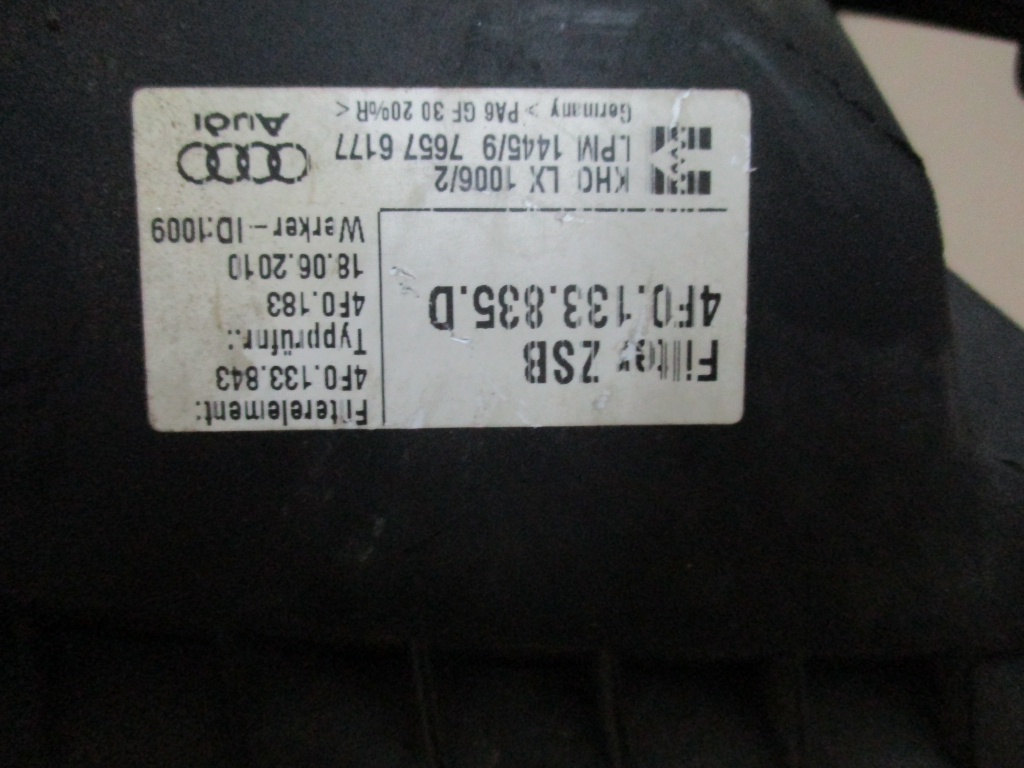 Filter ZSB
4F0.133.835.D
Filterelement:
4F0.133.843
Typprüfnr.:
4F0.183
18.06.2010
Werker-ID:1009
KHO LX 1006/2
LPM 1445/9 7657 6177
Germany > PA6 GF 30 20%R <
Audi